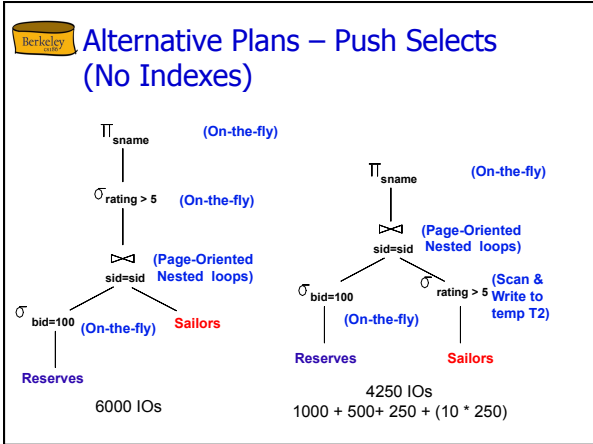 Berkeley
Alternative Plans – Push Selects
(No Indexes)
π sname (On-the-fly)
σ rating > 5 (On-the-fly)
⋈ (Page-Oriented
sid=sid Nested loops)
σ bid=100 (On-the-fly)
Sailors
Reserves
6000 IOs
π sname (On-the-fly)
⋈ (Page-Oriented
sid=sid Nested loops)
σ bid=100 (On-the-fly)
σ rating > 5 (Scan &
Write to
temp T2)
Reserves
Sailors
4250 IOs
1000 + 500+ 250 + (10 * 250)